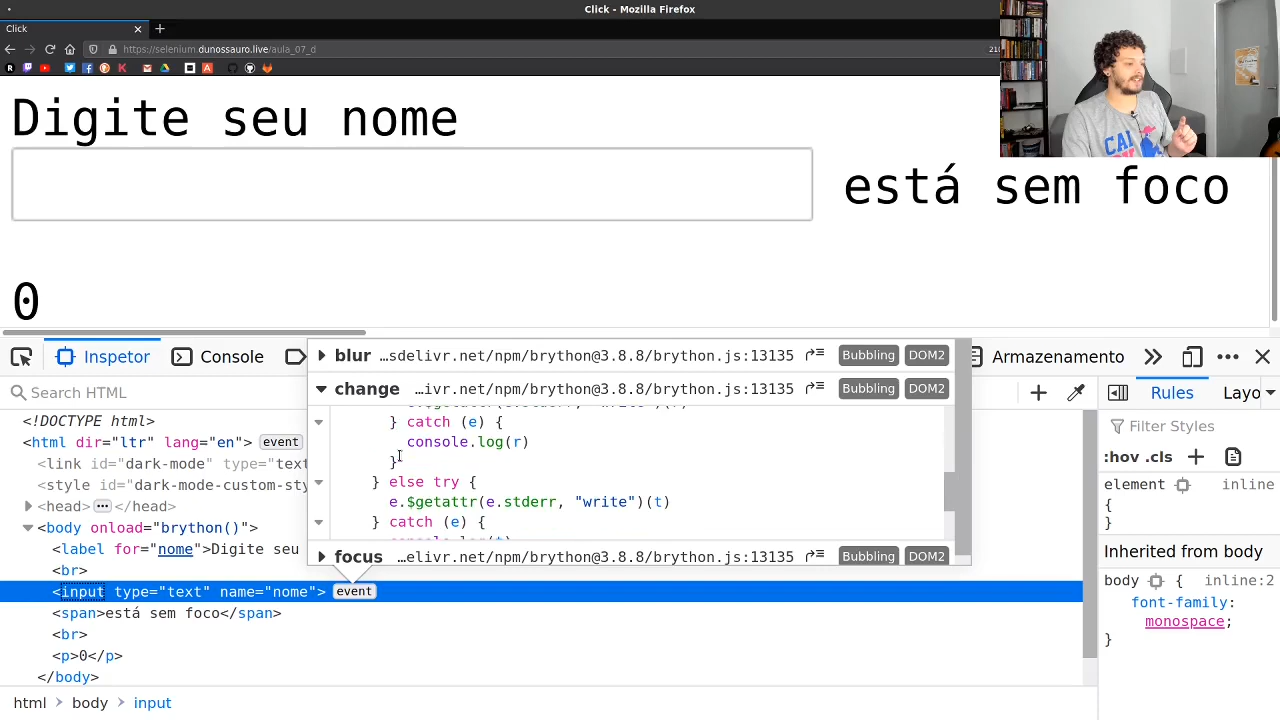 Click - Mozilla Firefox
Click
https://selenium.dunossauro.live/aula_07_d
Digite seu nome
está sem foco
0
Inspetor
Console
Armazenamento
Search HTML
<!DOCTYPE html>
<html dir="ltr" lang="en"> event
<link id="dark-mode" type="text
<style id="dark-mode-custom-sty
<head> ••• </head>
<body onload="brython()">
<label for="nome">Digite seu
<br>
<input type="text" name="nome"> event
<span>está sem foco</span>
<br>
<p>0</p>
</body>
html > body > input
blur …sdelivr.net/npm/brython@3.8.8/brython.js:13135 Bubbling DOM2
change …ivr.net/npm/brython@3.8.8/brython.js:13135 Bubbling DOM2
} catch (e) {
console.log(r)
}
} else try {
e.$getattr(e.stderr, "write")(t)
} catch (e) {
focus …elivr.net/npm/brython@3.8.8/brython.js:13135 Bubbling DOM2
Rules
Layo
Filter Styles
:hov .cls
element { inline
}
Inherited from body
body { inline:2
font-family:
monospace;
}